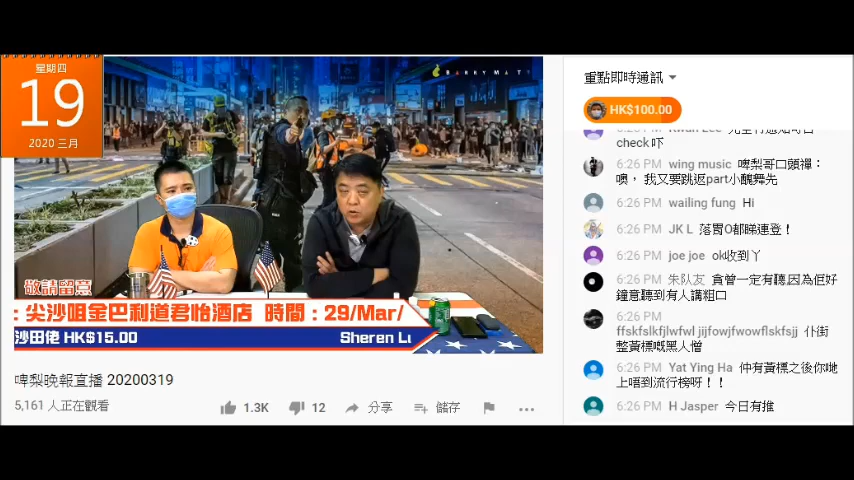 星期四
19
2020 三月
BARRY MA TT
敬請留意
: 尖沙咀金巴利道君怡酒店 時間：29/Mar/
沙田佬 HK$15.00 Sheren Lu
啤梨晚報直播 20200319
5,161 人正在觀看
1.3K 12 分享 儲存
重點即時通訊
HK$100.00
check 吓
6:26 PM wing music 啤梨哥口頭禪：
噢， 我又要跳返part小醜舞先
6:26 PM wailing fung Hi
6:26 PM JK L 落胃O都睇連登！
6:26 PM joe joe ok收到丫
6:26 PM 朱队友 貪曾一定有聽,因為佢好
鐘意聽到有人講粗口
6:26 PM
ffskfslkfjlwfwl jijfowjfwowflskfsjj 仆街
整黃標嘅黑人憎
6:26 PM Yat Ying Ha 仲有黃標之後你哋
上唔到流行榜呀！！
6:26 PM H Jasper 今日有推